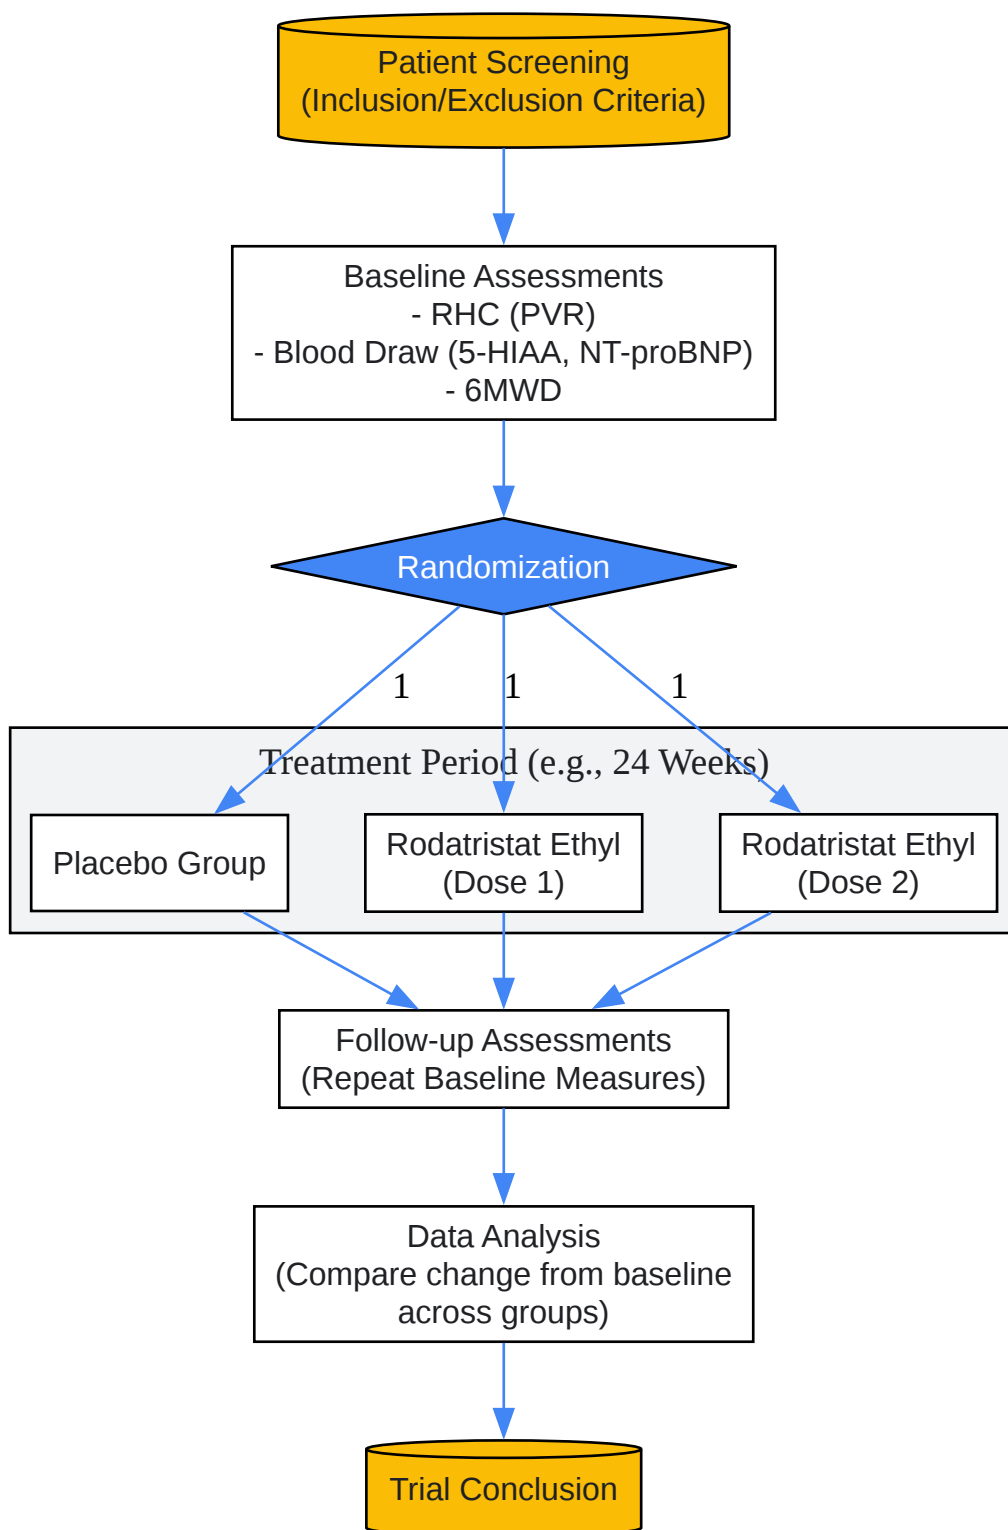 Patient Screening
(Inclusion/Exclusion Criteria)
Baseline Assessments
- RHC (PVR)
- Blood Draw (5-HIAA, NT-proBNP)
- 6MWD
Randomization
1
1
1
Treatment Period (e.g., 24 Weeks)
Placebo Group
Rodatristat Ethyl
(Dose 1)
Rodatristat Ethyl
(Dose 2)
Follow-up Assessments
(Repeat Baseline Measures)
Data Analysis
(Compare change from baseline
across groups)
Trial Conclusion